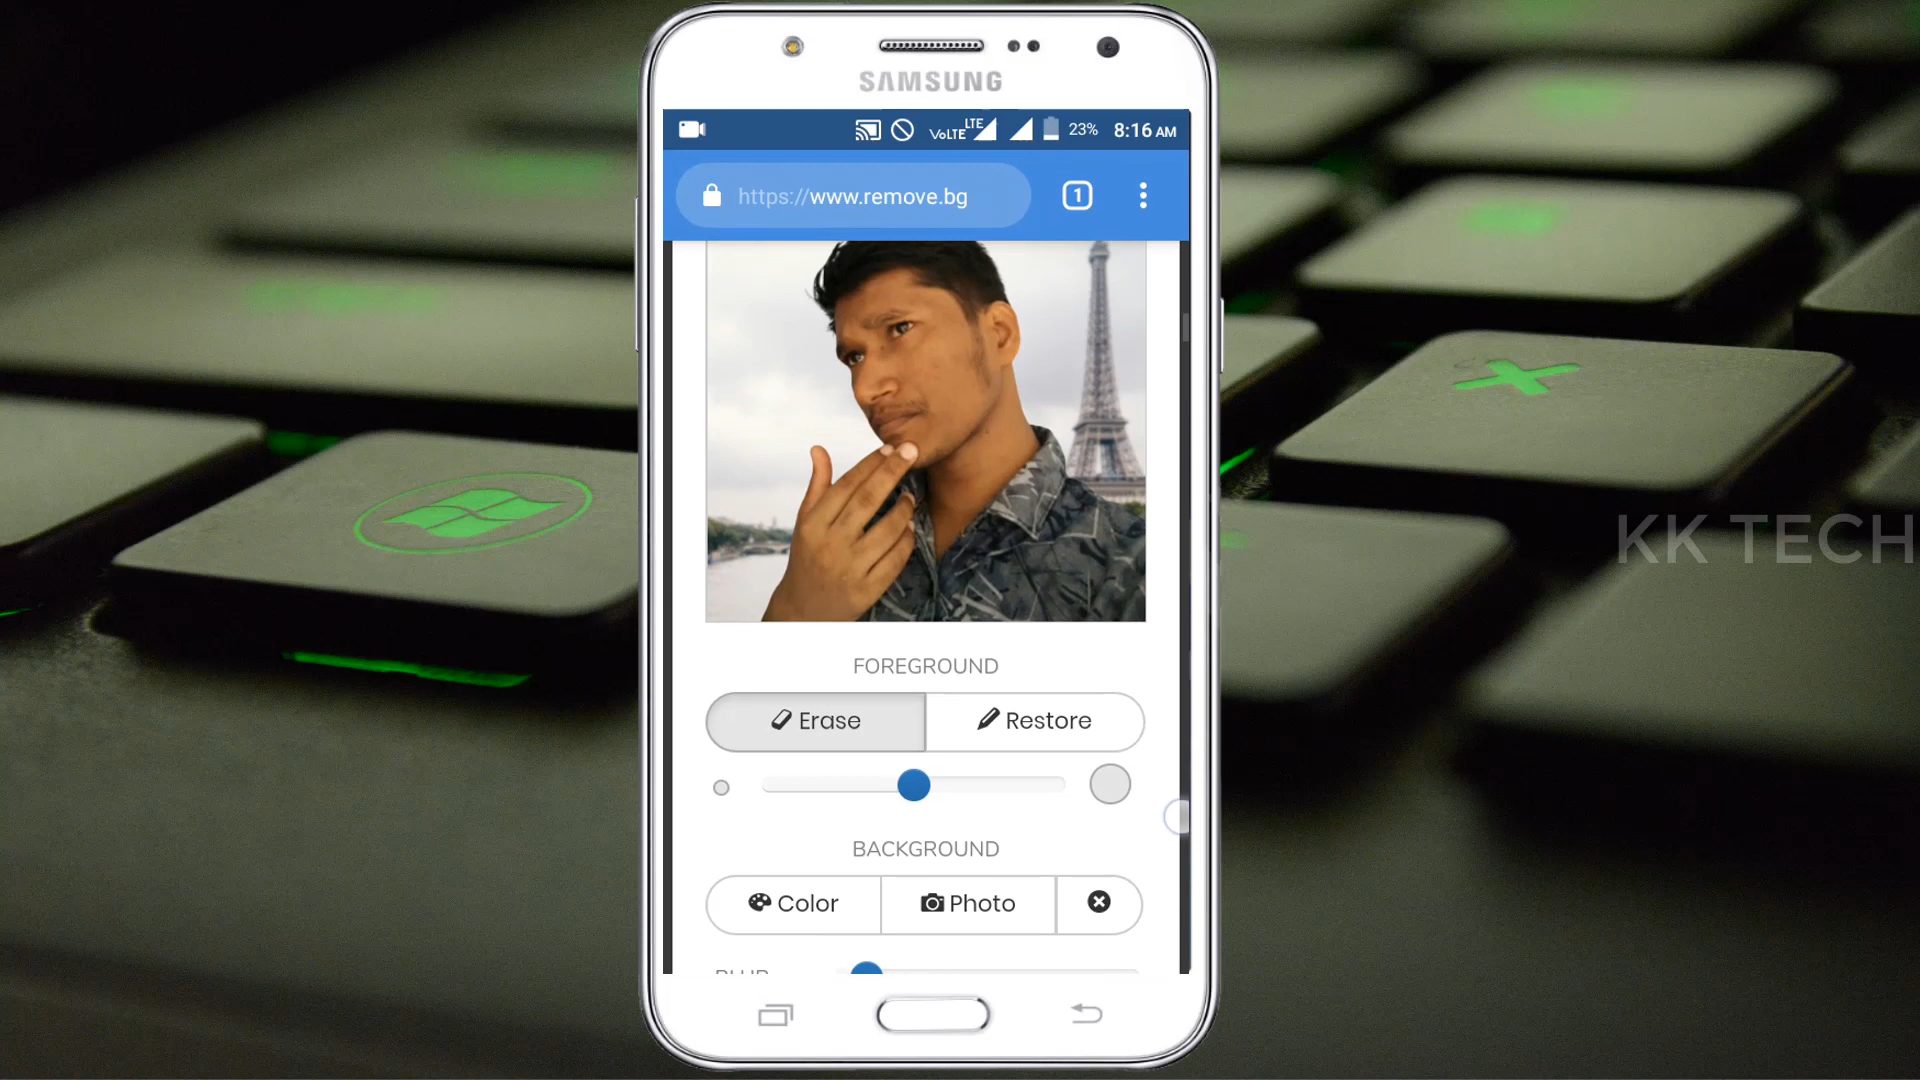 SAMSUNG
VoLTE LTE 23% 8:16 AM
https://www.remove.bg
1
FOREGROUND
Erase
Restore
BACKGROUND
Color
Photo
BLUR
KK TECH